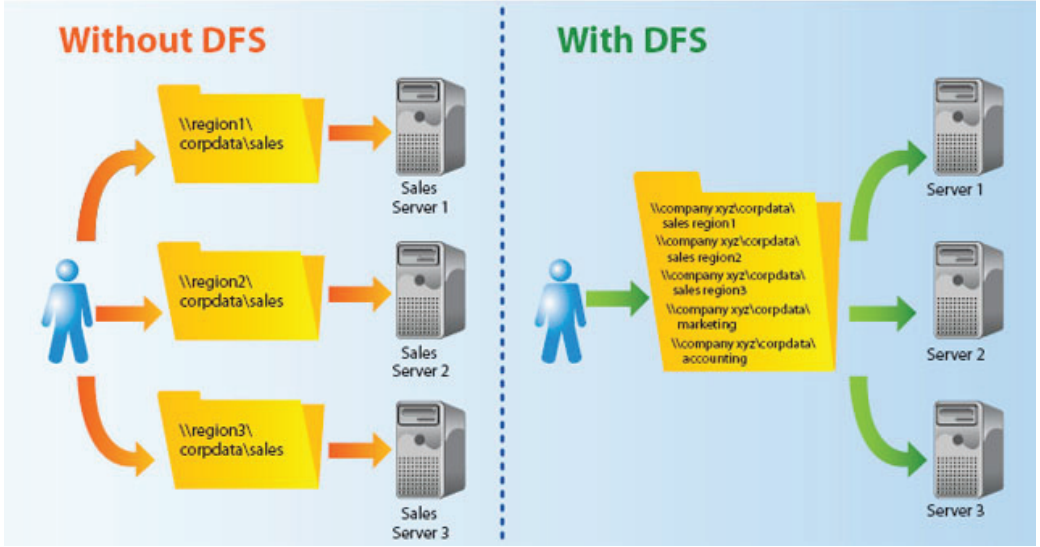 Without DFS
\\region1\
corpdata\sales
Sales
Server 1
\\region2\
corpdata\sales
Sales
Server 2
\\region3\
corpdata\sales
Sales
Server 3
With DFS
\\company xyz\corpdata\
sales region1
\\company xyz\corpdata\
sales region2
\\company xyz\corpdata\
sales region3
\\company xyz\corpdata\
marketing
\\company xyz\corpdata\
accounting
Server 1
Server 2
Server 3